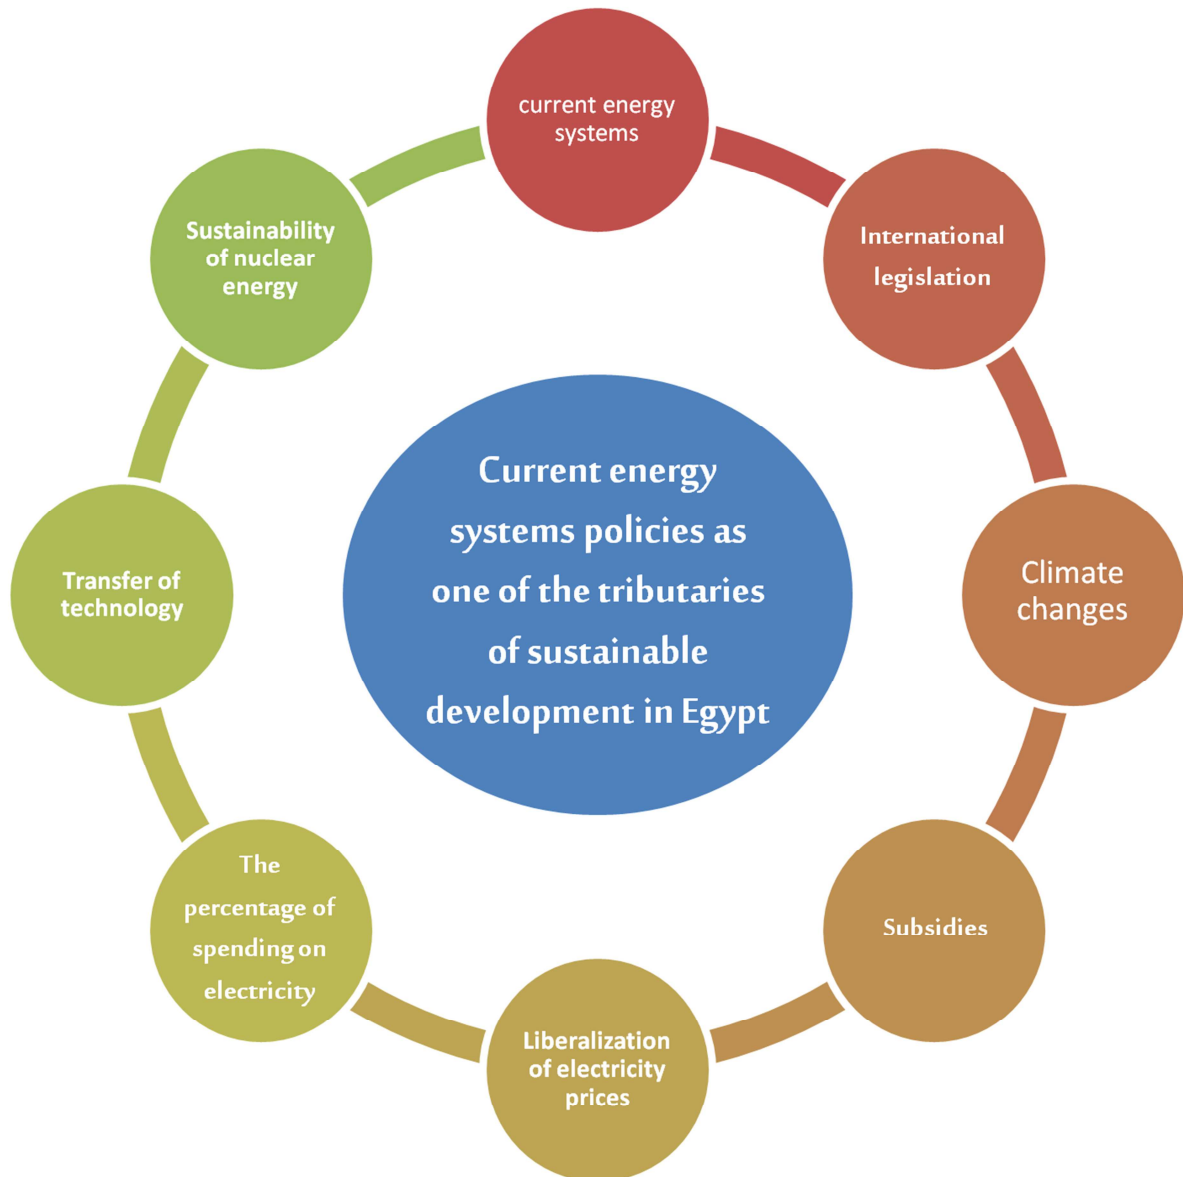 current energy
systems
International
legislation
Climate
changes
Subsidies
Liberalization
of electricity
prices
The
percentage of
spending on
electricity
Transfer of
technology
Sustainability
of nuclear
energy
Current energy
systems policies as
one of the tributaries
of sustainable
development in Egypt